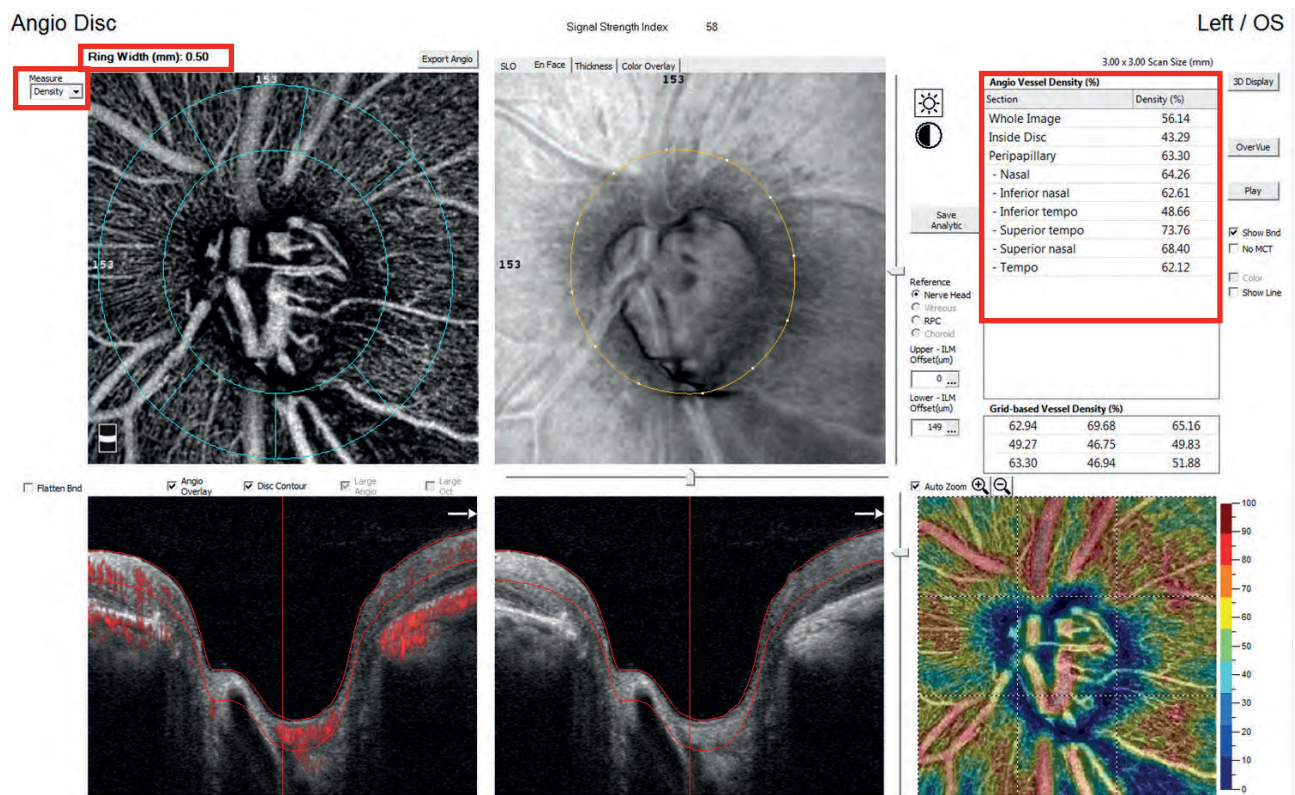 Angio Disc
Signal Strength Index 58
Left / OS
Ring Width (mm): 0.50
Export Angio
Measure
Density
153
153
SLO En Face Thickness Color Overlay
153
153
Save
Analytic
Reference
Nerve Head
Vitreous
RPC
Choroid
Upper - ILM
Offset(um)
0 ...
Lower - ILM
Offset(um)
149 ...
3.00 x 3.00 Scan Size (mm)
Angio Vessel Density (%)
Section Density (%)
Whole Image 56.14
Inside Disc 43.29
Peripapillary 63.30
- Nasal 64.26
- Inferior nasal 62.61
- Inferior tempo 48.66
- Superior tempo 73.76
- Superior nasal 68.40
- Tempo 62.12
Grid-based Vessel Density (%)
62.94 69.68 65.16
49.27 46.75 49.83
63.30 46.94 51.88
3D Display
OverVue
Play
Show Bnd
No MCT
Color
Show Line
Flatten Bnd
Angio
Overlay
Disc Contour
Large
Angio
Large
Oct
Auto Zoom
100
90
80
70
60
50
40
30
20
10
0